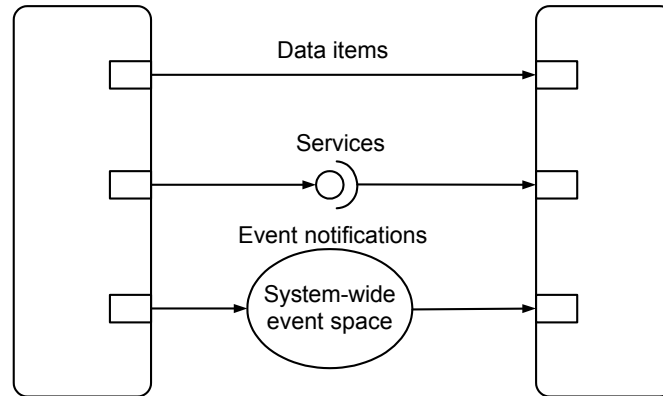 Data items
Services
Event notifications
System-wide
event space